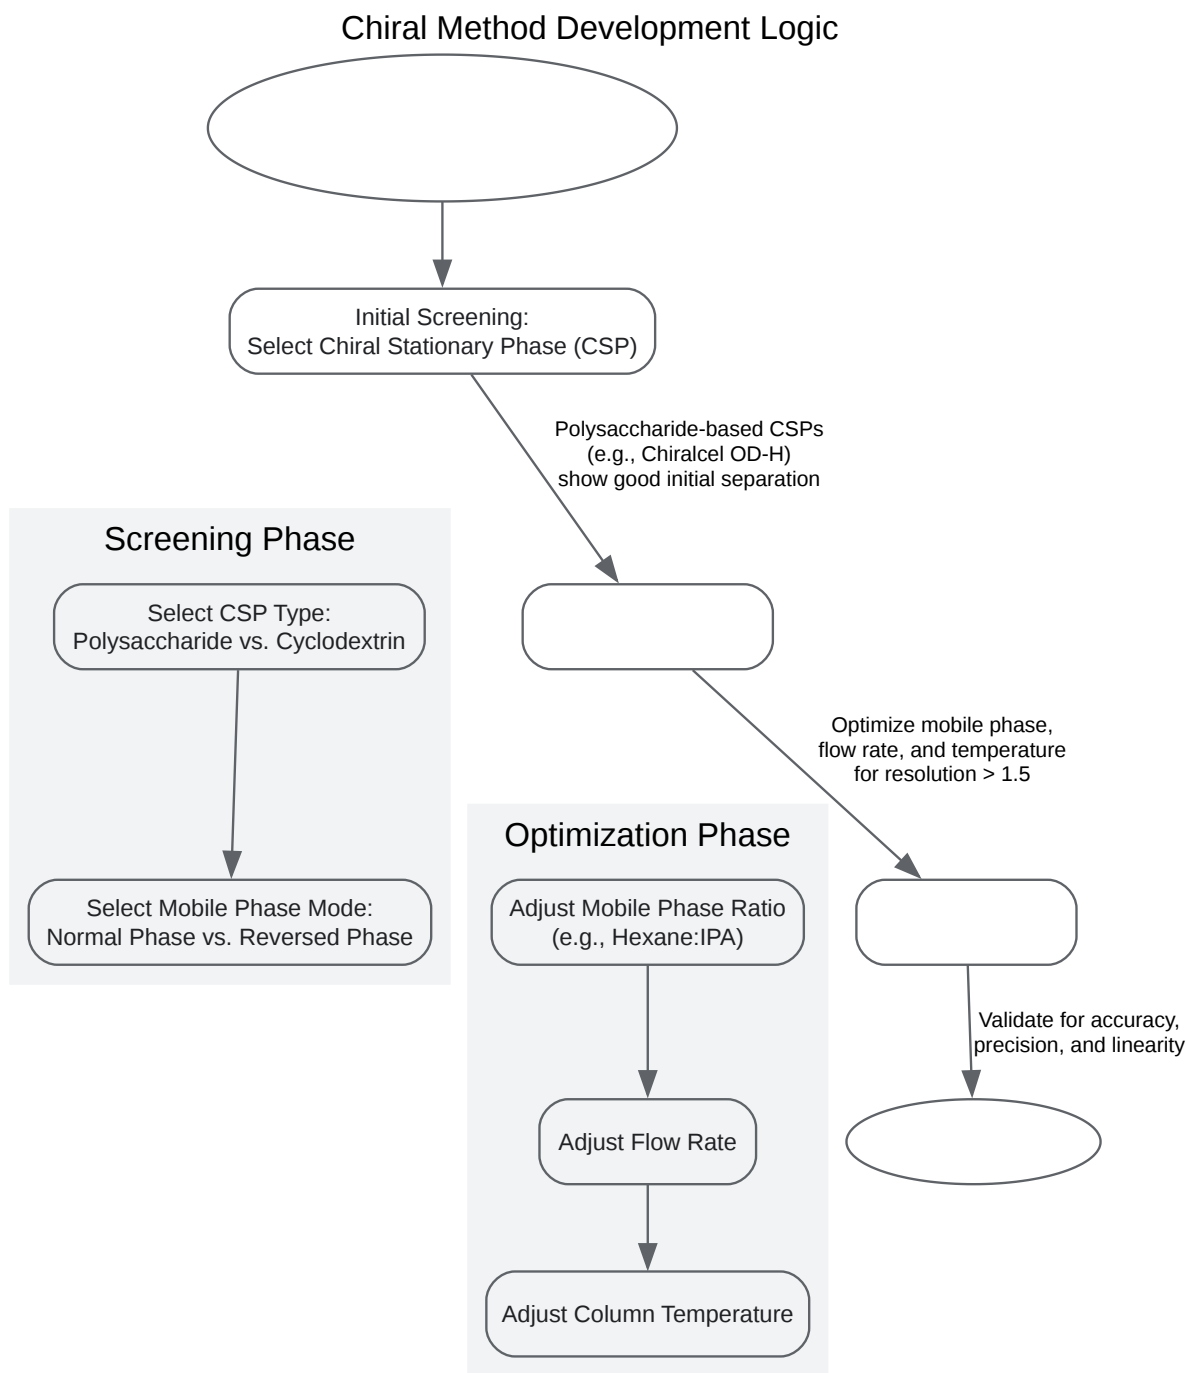 Chiral Method Development Logic
Initial Screening:
Select Chiral Stationary Phase (CSP)
Polysaccharide-based CSPs
(e.g., Chiralcel OD-H)
show good initial separation
Screening Phase
Select CSP Type:
Polysaccharide vs. Cyclodextrin
Select Mobile Phase Mode:
Normal Phase vs. Reversed Phase
Optimize mobile phase,
flow rate, and temperature
for resolution > 1.5
Optimization Phase
Adjust Mobile Phase Ratio
(e.g., Hexane:IPA)
Adjust Flow Rate
Adjust Column Temperature
Validate for accuracy,
precision, and linearity